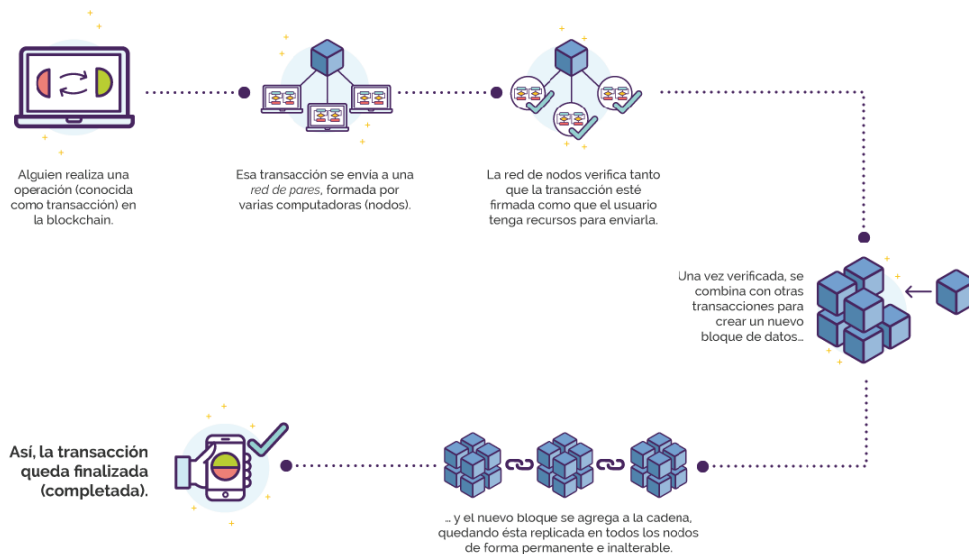 Alguien realiza una
operación (conocida
como transacción) en
la blockchain.
Esa transacción se envía a una
red de pares, formada por
varias computadoras (nodos).
La red de nodos verifica tanto
que la transacción esté
firmada como que el usuario
tenga recursos para enviarla.
Una vez verificada, se
combina con otras
transacciones para
crear un nuevo
bloque de datos...
... y el nuevo bloque se agrega a la cadena,
quedando ésta replicada en todos los nodos
de forma permanente e inalterable.
Así, la transacción
queda finalizada
(completada).